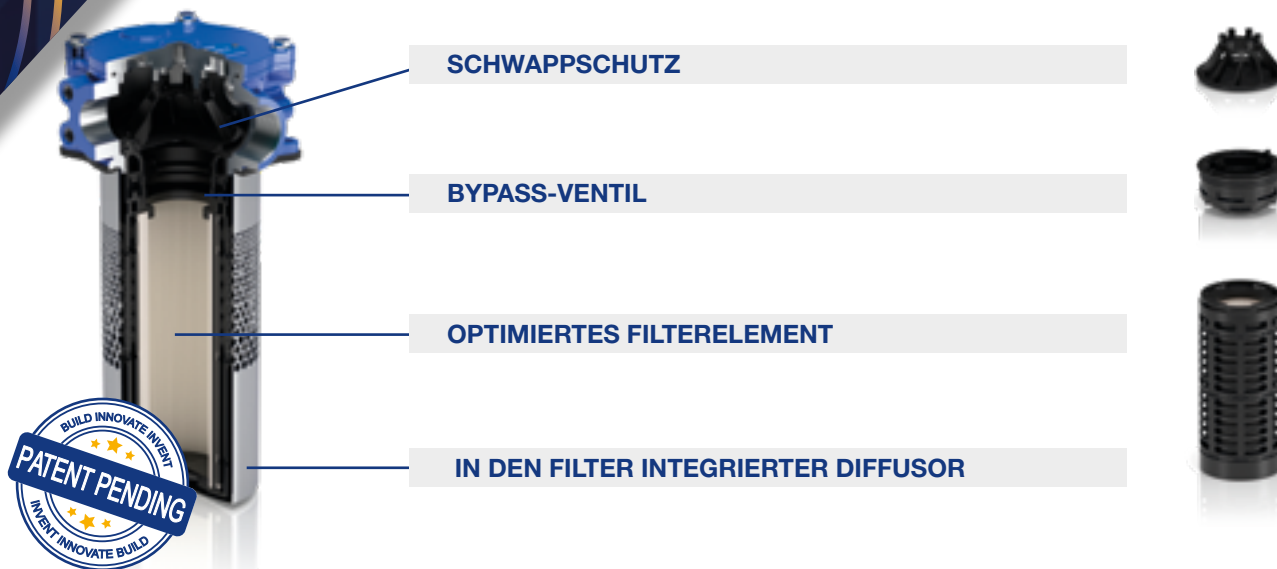 SCHWAPPSCHUTZ
BYPASS-VENTIL
OPTIMIERTES FILTERELEMENT
IN DEN FILTER INTEGRIERTER DIFFUSOR
BUILD INNOVATE INVENT
PATENT PENDING
INVENT INNOVATE BUILD